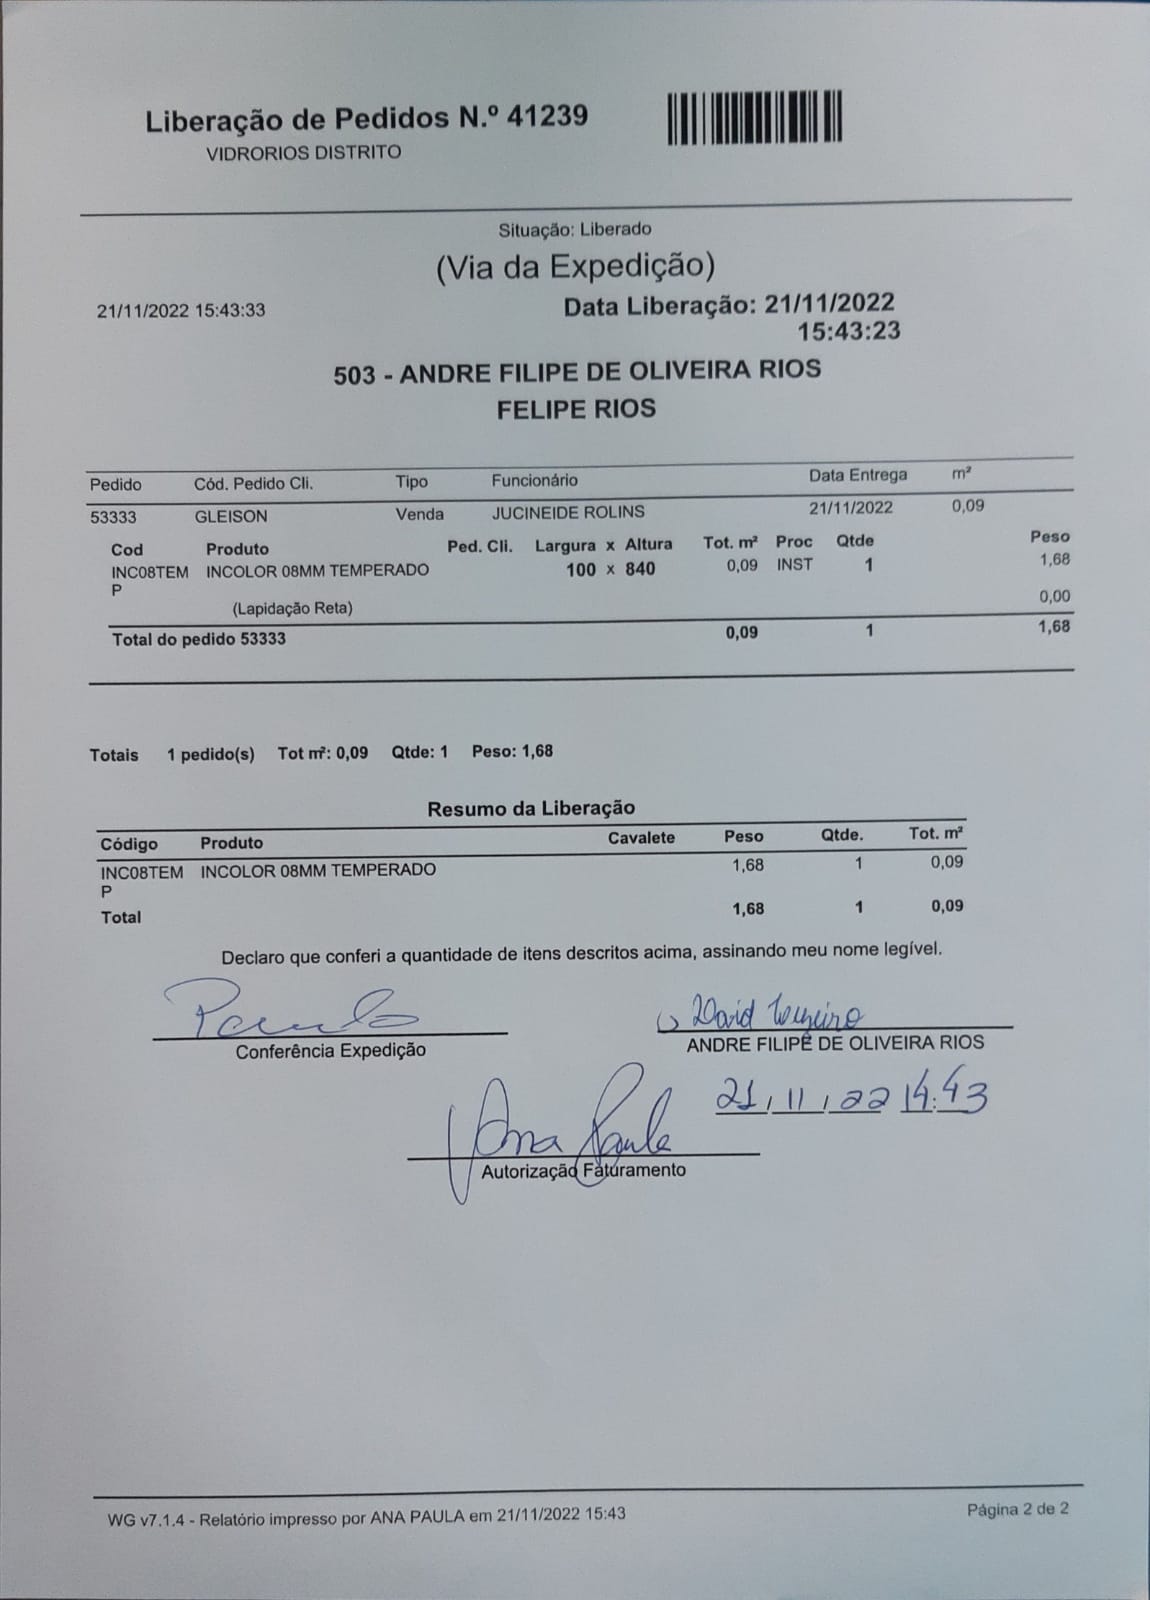 Liberação de Pedidos N.º 41239
VIDRORIOS DISTRITO
Situação: Liberado
(Via da Expedição)
21/11/2022 15:43:33
Data Liberação: 21/11/2022
15:43:23
503 - ANDRE FILIPE DE OLIVEIRA RIOS
FELIPE RIOS
Pedido Cód. Pedido Cli. Tipo Funcionário Data Entrega m²
53333 GLEISON Venda JUCINEIDE ROLINS 21/11/2022 0,09
Cod Produto Ped. Cli. Largura x Altura Tot. m² Proc Qtde Peso
INC08TEM INCOLOR 08MM TEMPERADO 100 x 840 0,09 INST 1 1,68
P
(Lapidação Reta) 0,00
Total do pedido 53333 0,09 1 1,68
Totais 1 pedido(s) Tot m²: 0,09 Qtde: 1 Peso: 1,68
Resumo da Liberação
Código Produto Cavalete Peso Qtde. Tot. m²
INC08TEM INCOLOR 08MM TEMPERADO 1,68 1 0,09
P
Total 1,68 1 0,09
Declaro que conferi a quantidade de itens descritos acima, assinando meu nome legível.
Paulo David
Conferência Expedição ANDRE FILIPE DE OLIVEIRA RIOS
21, 11, 22 14:43
Ana Paula
Autorização Faturamento
WG v7.1.4 - Relatório impresso por ANA PAULA em 21/11/2022 15:43 Página 2 de 2